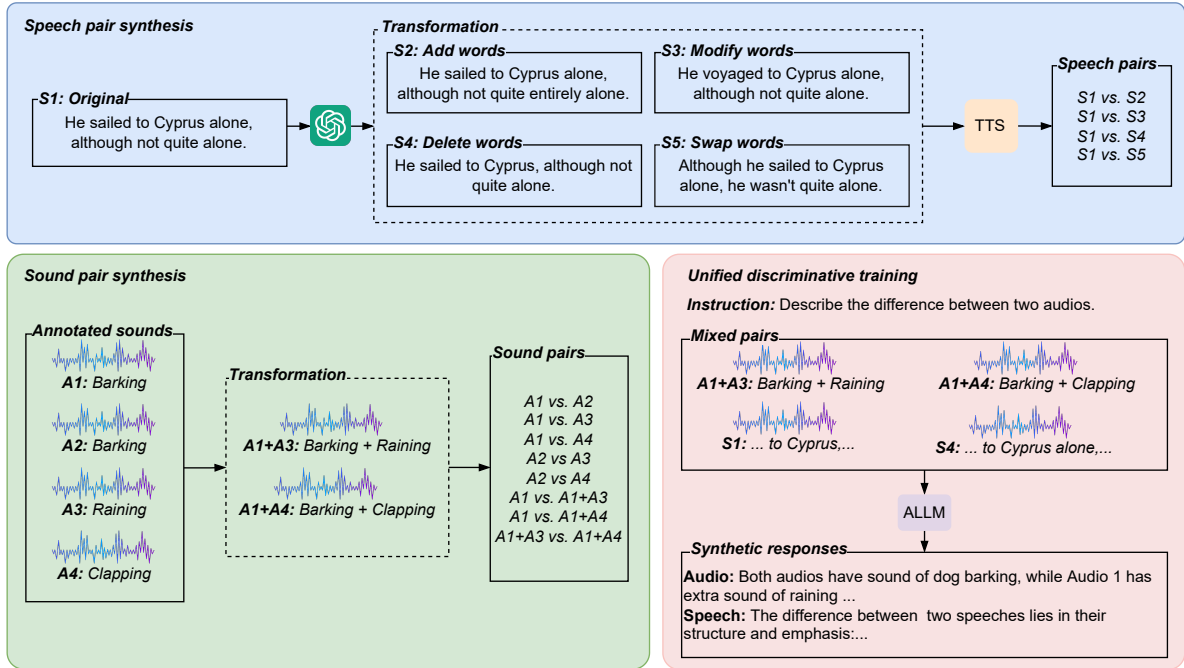 Speech pair synthesis
S1: Original
He sailed to Cyprus alone,
although not quite alone.
Transformation
S2: Add words
He sailed to Cyprus alone,
although not quite entirely alone.
S3: Modify words
He voyaged to Cyprus alone,
although not quite alone.
S4: Delete words
He sailed to Cyprus, although not
quite alone.
S5: Swap words
Although he sailed to Cyprus
alone, he wasn't quite alone.
TTS
Speech pairs
S1 vs. S2
S1 vs. S3
S1 vs. S4
S1 vs. S5
Sound pair synthesis
Annotated sounds
A1: Barking
A2: Barking
A3: Raining
A4: Clapping
Transformation
A1+A3: Barking + Raining
A1+A4: Barking + Clapping
Sound pairs
A1 vs. A2
A1 vs. A3
A1 vs. A4
A2 vs A3
A2 vs A4
A1 vs. A1+A3
A1 vs. A1+A4
A1+A3 vs. A1+A4
Unified discriminative training
Instruction: Describe the difference between two audios.
Mixed pairs
A1+A3: Barking + Raining
A1+A4: Barking + Clapping
S1: ... to Cyprus,...
S4: ... to Cyprus alone,...
ALLM
Synthetic responses
Audio: Both audios have sound of dog barking, while Audio 1 has
extra sound of raining ...
Speech: The difference between two speeches lies in their
structure and emphasis:...